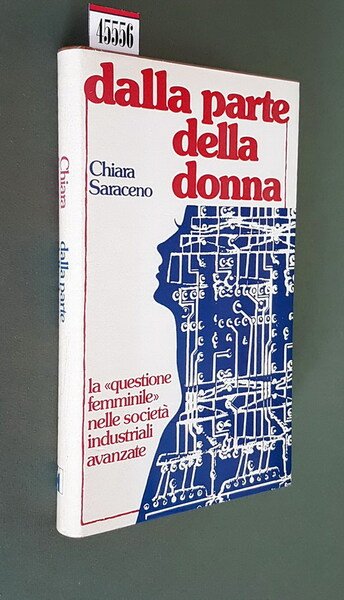 45556
dalla parte
della
donna
Chiara
Saraceno
la «questione
femminile»
nelle società
industriali
avanzate
Chiara
dalla parte